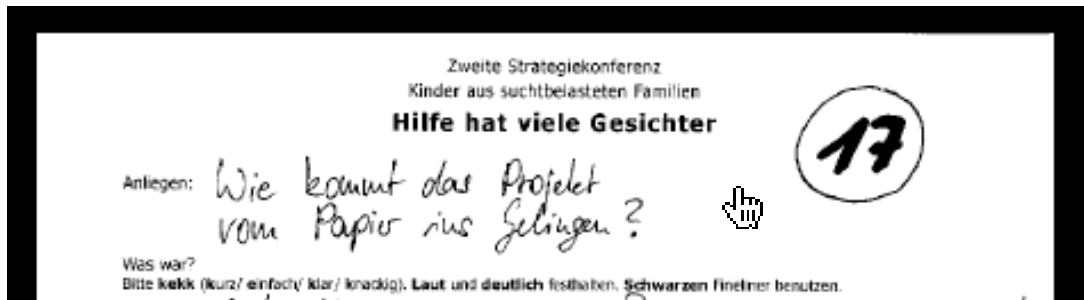 Zweite Strategiekonferenz
Kinder aus suchtbelasteten Familien
Hilfe hat viele Gesichter
17
Anliegen: Wie kommt das Projekt
vom Papier ins Gelingen?
Was war?
Bitte kekk (kurz/ einfach/ klar/ knackig). Laut und deutlich festhalten. Schwarzen Fineliner benutzen.